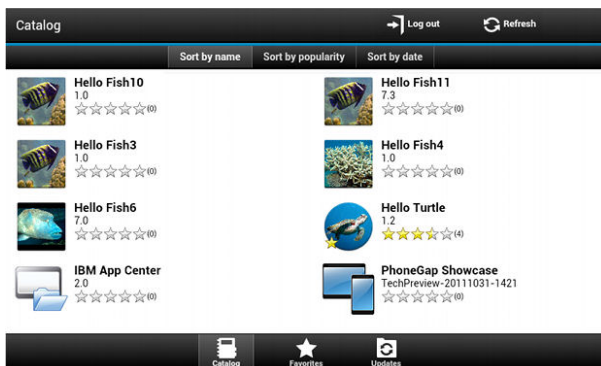 Catalog
Log out
Refresh
Sort by name
Sort by popularity
Sort by date
Hello Fish10
1.0
(0)
Hello Fish11
7.3
(0)
Hello Fish3
1.0
(0)
Hello Fish4
1.0
(0)
Hello Fish6
7.0
(0)
Hello Turtle
1.2
(4)
IBM App Center
2.0
(0)
PhoneGap Showcase
TechPreview-20111031-1421
(0)
Catalog
Favorites
Updates